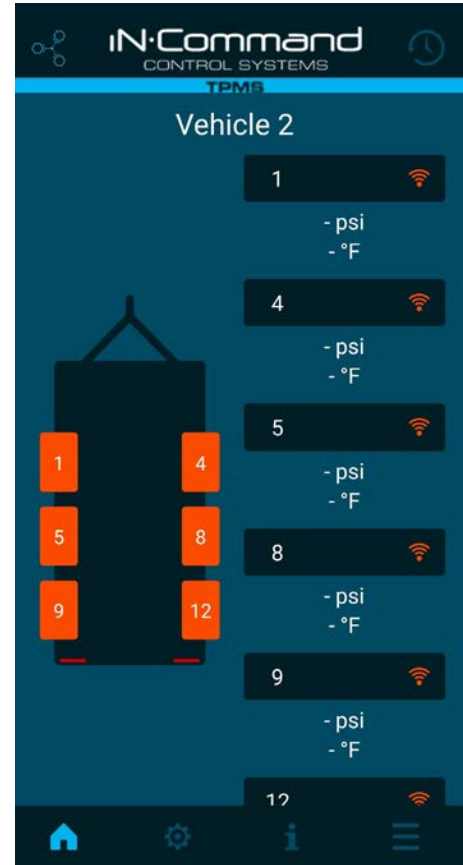 iN·Command
CONTROL SYSTEMS
TPMS
Vehicle 2
1
- psi
- °F
4
- psi
- °F
5
- psi
- °F
8
- psi
- °F
9
- psi
- °F
12
1 4
5 8
9 12